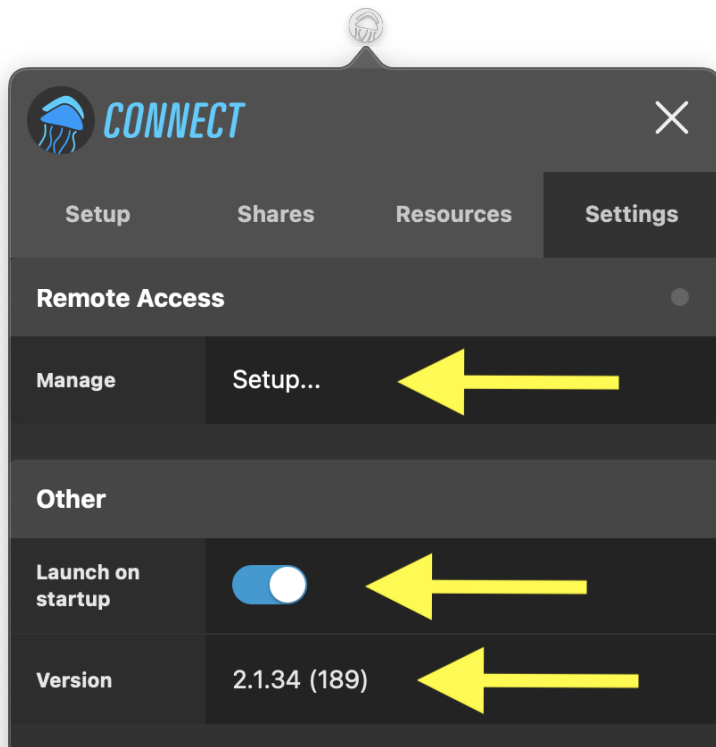 CONNECT
Setup Shares Resources Settings
Remote Access
Manage Setup...
Other
Launch on
startup
Version 2.1.34 (189)